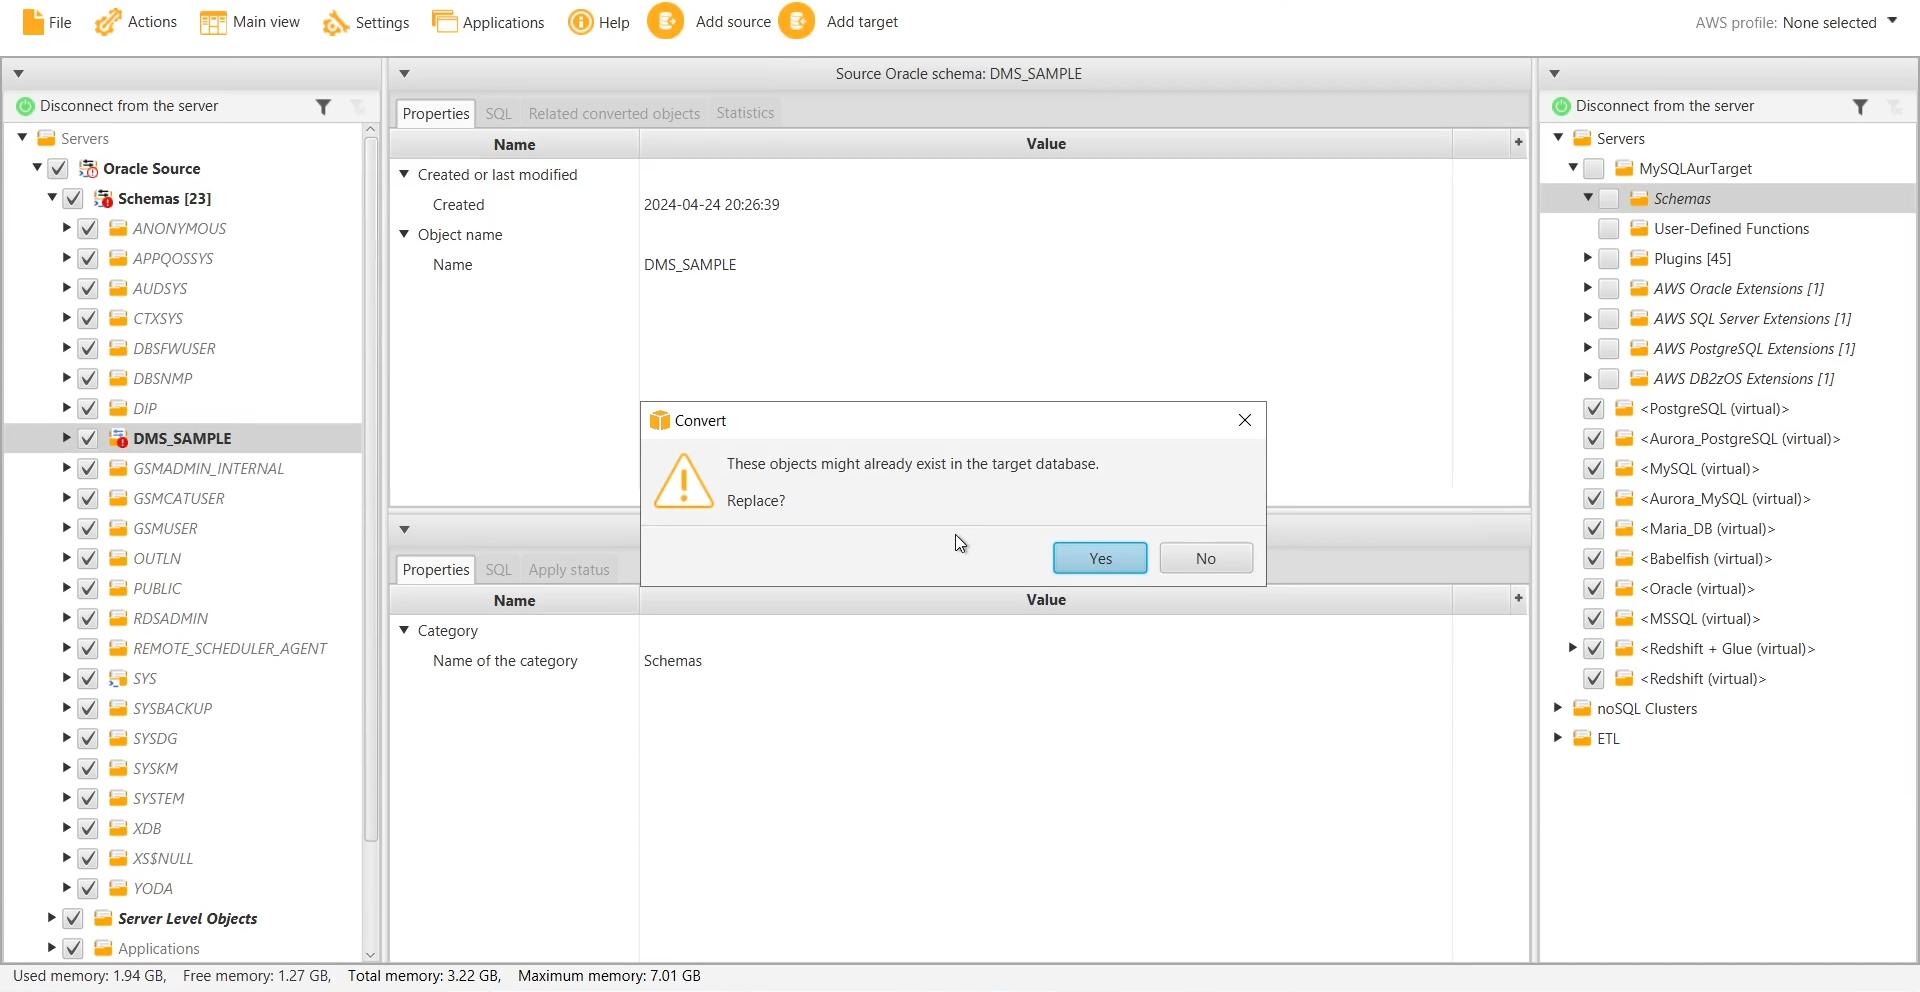 File
Actions
Main view
Settings
Applications
Help
Add source
Add target
AWS profile: None selected
Disconnect from the server
Servers
Oracle Source
Schemas [23]
ANONYMOUS
APPQOSSYS
AUDSYS
CTXSYS
DBSFWUSER
DBSNMP
DIP
DMS_SAMPLE
GSMADMIN_INTERNAL
GSMCATUSER
GSMUSER
OUTLN
PUBLIC
RDSADMIN
REMOTE_SCHEDULER_AGENT
SYS
SYSBACKUP
SYSDG
SYSKM
SYSTEM
XDB
XS$NULL
YODA
Server Level Objects
Applications
Source Oracle schema: DMS_SAMPLE
Properties
SQL
Related converted objects
Statistics
Name
Value
+
Created or last modified
Created
2024-04-24 20:26:39
Object name
Name
DMS_SAMPLE
Convert
These objects might already exist in the target database.
Replace?
Yes
No
Properties
SQL
Apply status
Name
Value
+
Category
Name of the category
Schemas
Disconnect from the server
Servers
MySQLAurTarget
Schemas
User-Defined Functions
Plugins [45]
AWS Oracle Extensions [1]
AWS SQL Server Extensions [1]
AWS PostgreSQL Extensions [1]
AWS DB2zOS Extensions [1]
<PostgreSQL (virtual)>
<Aurora_PostgreSQL (virtual)>
<MySQL (virtual)>
<Aurora_MySQL (virtual)>
<Maria_DB (virtual)>
<Babelfish (virtual)>
<Oracle (virtual)>
<MSSQL (virtual)>
<Redshift + Glue (virtual)>
<Redshift (virtual)>
noSQL Clusters
ETL
Used memory: 1.94 GB, Free memory: 1.27 GB, Total memory: 3.22 GB, Maximum memory: 7.01 GB